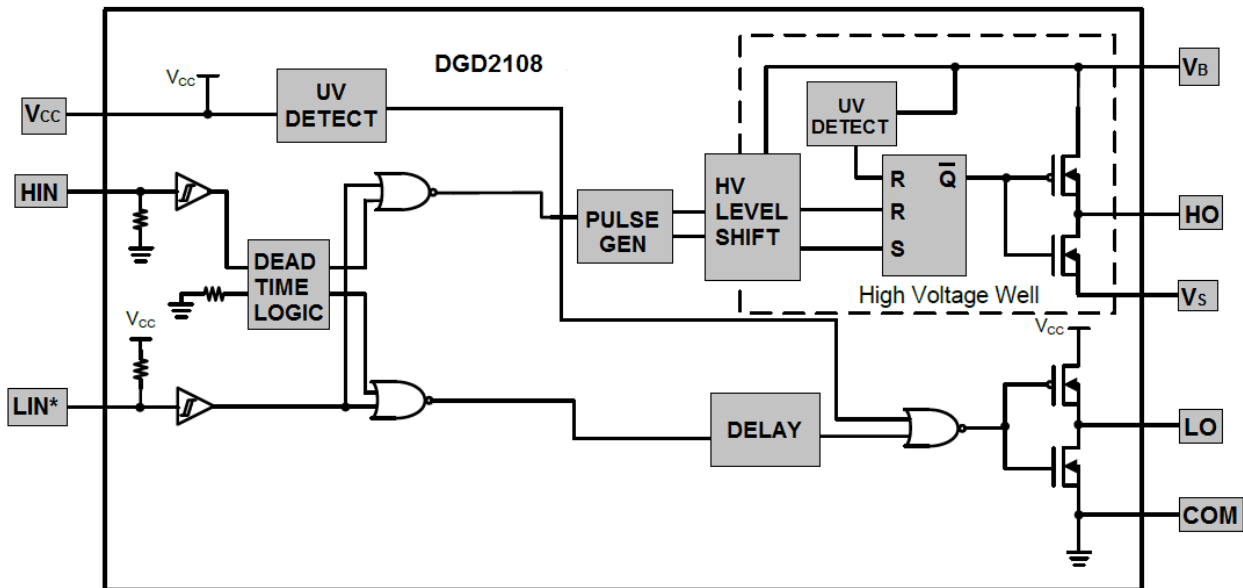 DGD2108
VCC
VCC
UV
DETECT
HIN
DEAD
TIME
LOGIC
VCC
LIN*
PULSE
GEN
HV
LEVEL
SHIFT
UV
DETECT
R
Q̅
R
S
High Voltage Well
VB
HO
VS
VCC
DELAY
LO
COM